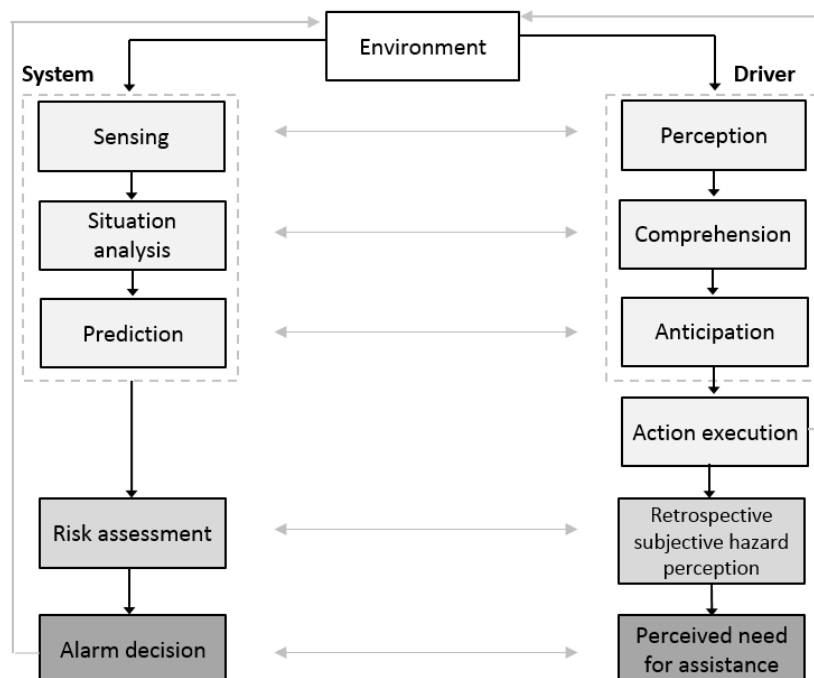 Environment
System
Driver
Sensing
Perception
Situation
analysis
Comprehension
Prediction
Anticipation
Action execution
Risk assessment
Retrospective
subjective hazard
perception
Alarm decision
Perceived need
for assistance